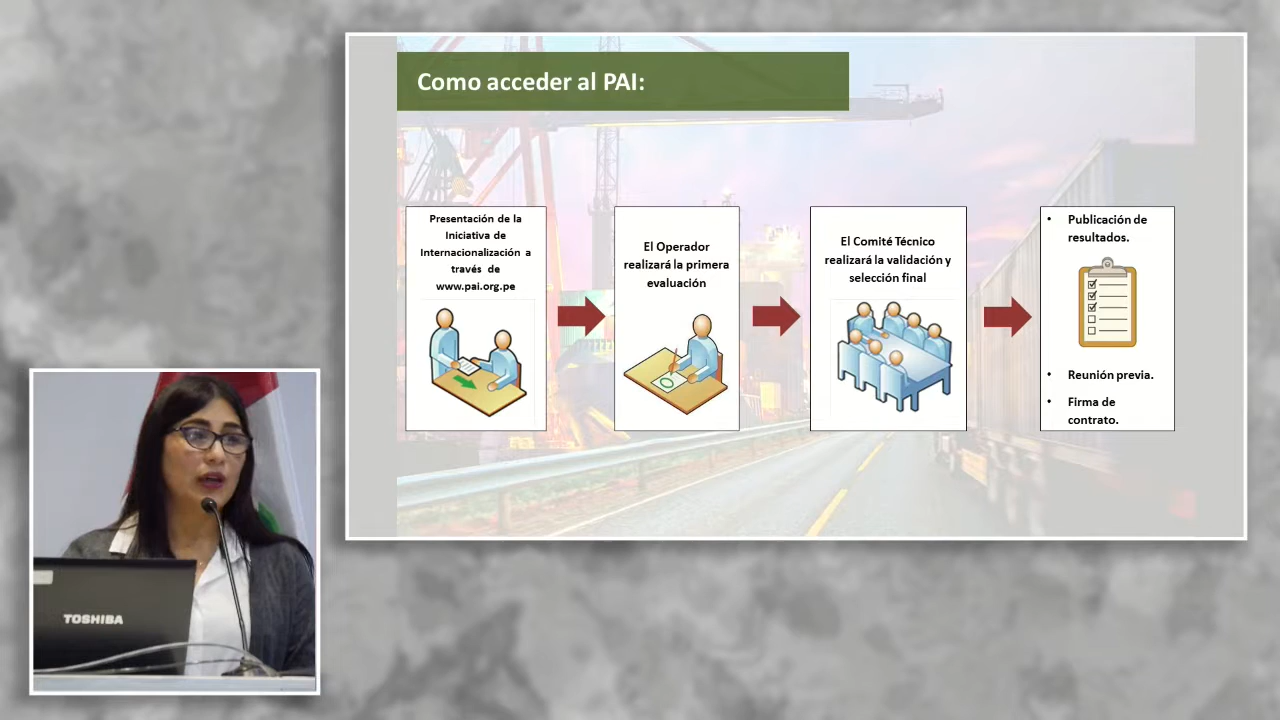 Como acceder al PAI:
Presentación de la
Iniciativa de
Internacionalización a
través de
www.pai.org.pe
El Operador
realizará la primera
evaluación
El Comité Técnico
realizará la validación y
selección final
• Publicación de
resultados.
• Reunión previa.
• Firma de
contrato.
TOSHIBA